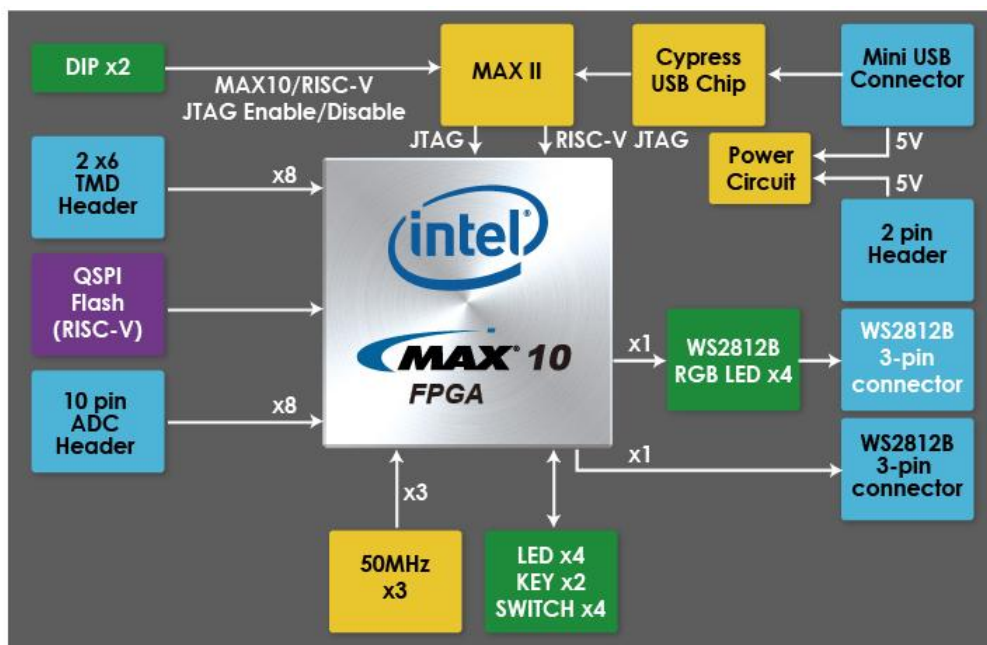 DIP x2
MAX10/RISC-V
JTAG Enable/Disable
MAX II
Cypress
USB Chip
Mini USB
Connector
JTAG
RISC-V JTAG
5V
Power
Circuit
5V
2 x6
TMD
Header
x8
2 pin
Header
intel®
QSPI
Flash
(RISC-V)
MAX® 10
FPGA
x1
WS2812B
RGB LED x4
WS2812B
3-pin
connector
10 pin
ADC
Header
x8
x1
WS2812B
3-pin
connector
x3
50MHz
x3
LED x4
KEY x2
SWITCH x4